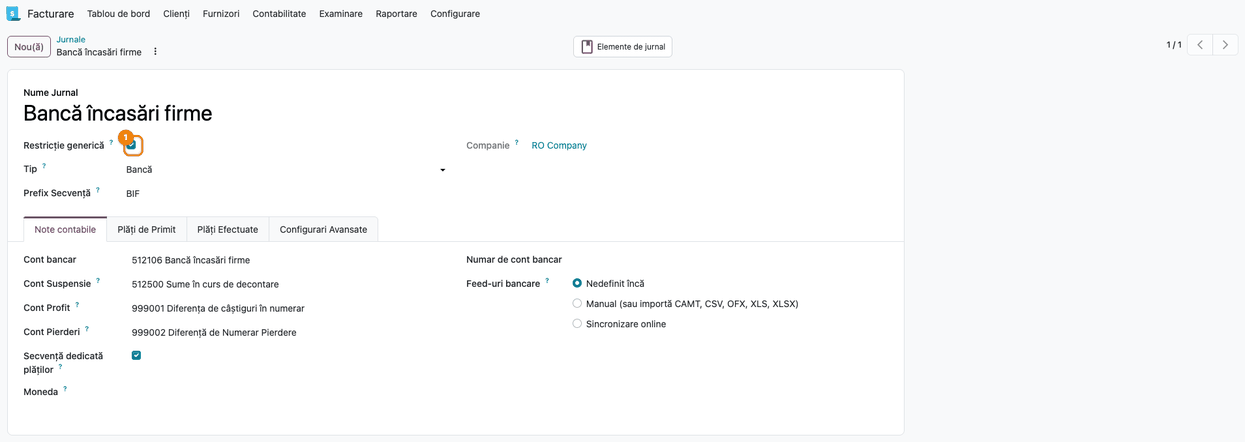 Facturare Tablou de bord Clienți Furnizori Contabilitate Examinare Raportare Configurare
Nou(ă) Jurnale
Bancă încasări firme
Elemente de jurnal
1 / 1
Nume Jurnal
Bancă încasări firme
Restricție generică ? 1
Companie ? RO Company
Tip ? Bancă
Prefix Secvență ? BIF
Note contabile Plăți de Primit Plăți Efectuate Configurari Avansate
Cont bancar 512106 Bancă încasări firme
Numar de cont bancar
Cont Suspensie ? 512500 Sume în curs de decontare
Feed-uri bancare ? Nedefinit încă
Cont Profit ? 999001 Diferența de câștiguri în numerar
Manual (sau importă CAMT, CSV, OFX, XLS, XLSX)
Cont Pierderi ? 999002 Diferență de Numerar Pierdere
Sincronizare online
Secvență dedicată
plăților ?
Moneda ?